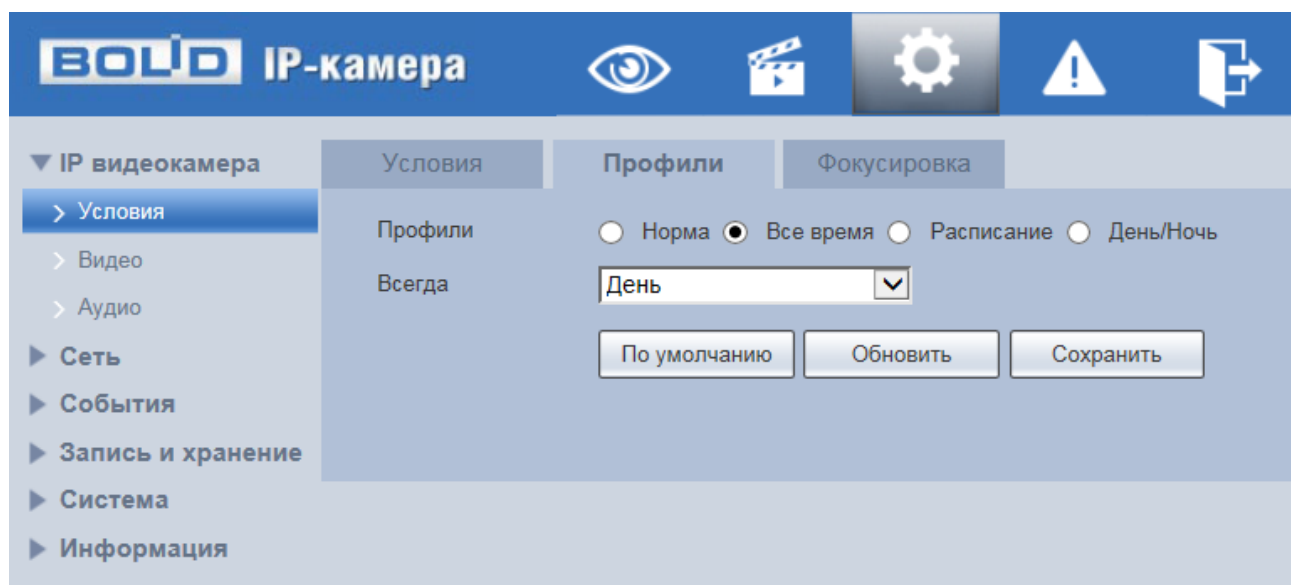 BOLID IP-камера
IP видеокамера
Условия
Видео
Аудио
Сеть
События
Запись и хранение
Система
Информация
Условия Профили Фокусировка
Профили Норма Все время Расписание День/Ночь
Всегда День
По умолчанию Обновить Сохранить